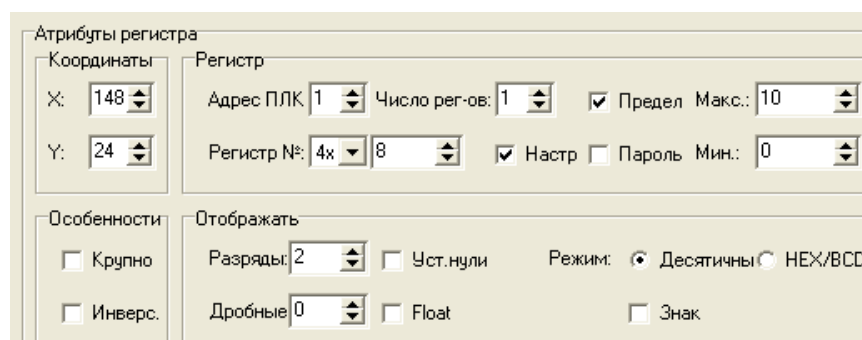 Атрибуты регистра
Координаты Регистр
X: 148 Адрес ПЛК 1 Число рег-ов: 1 Предел Макс.: 10
Y: 24 Регистр №: 4x 8 Настр Пароль Мин.: 0
Особенности Отображать
Крупно Разряды: 2 Уст.нули Режим: Десятичны HEX/BCD
Инверс. Дробные 0 Float Знак